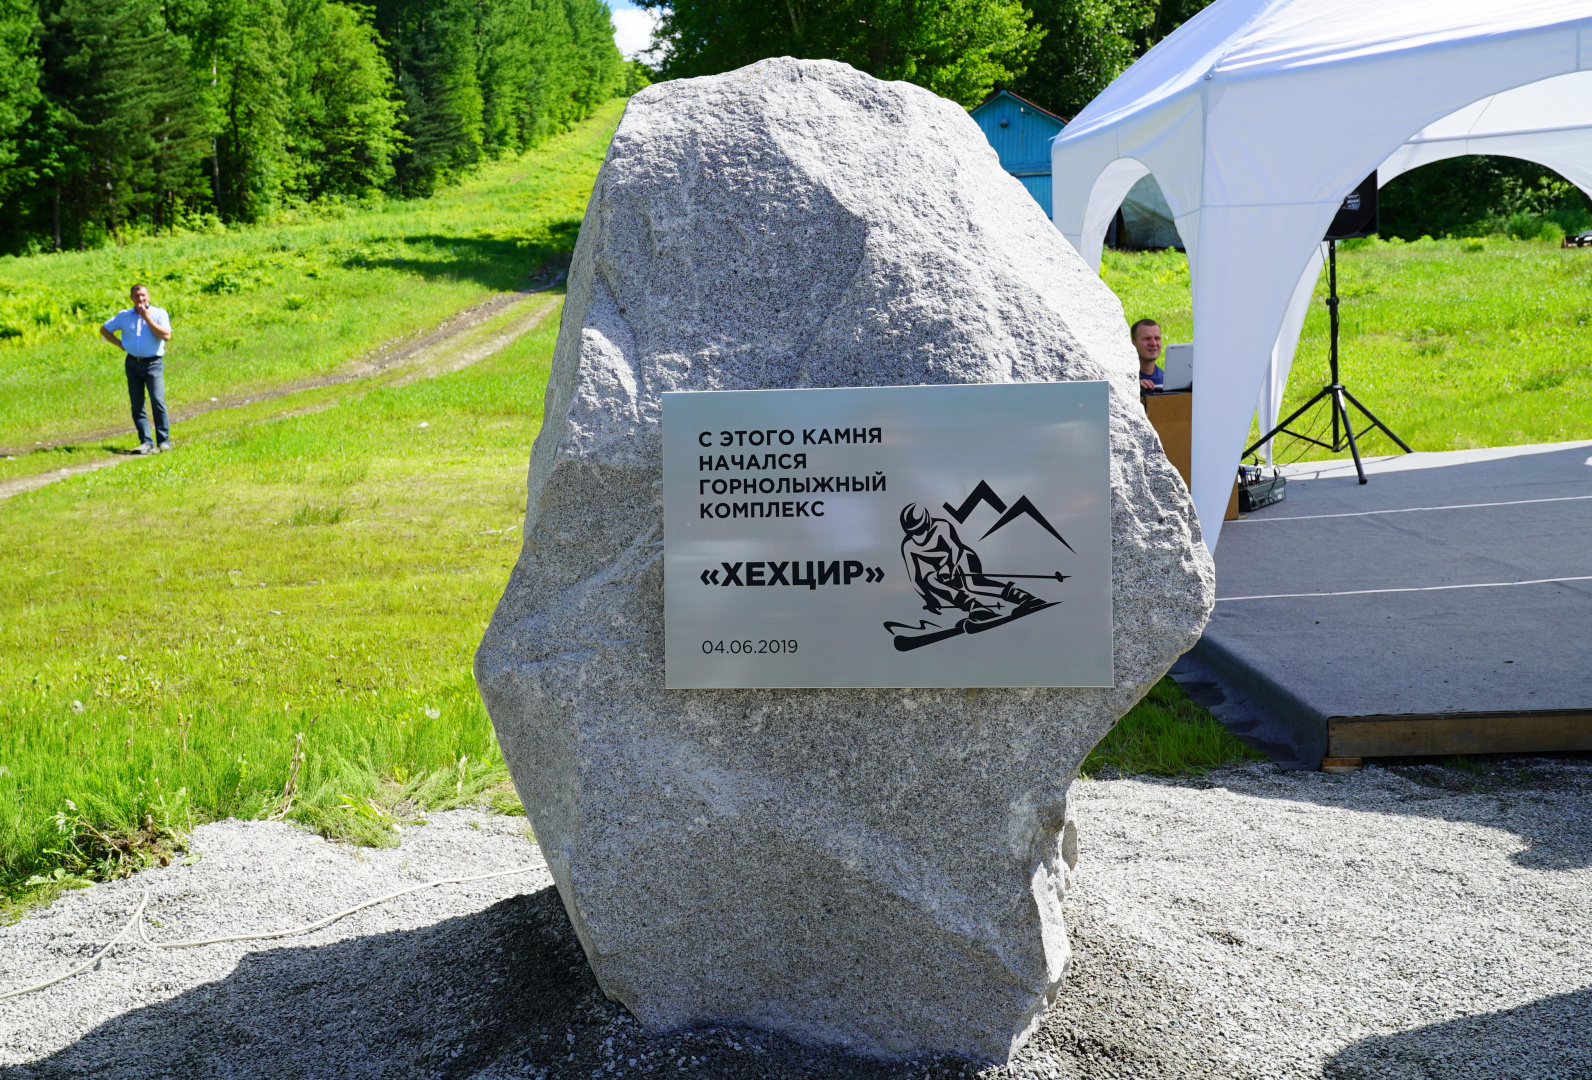 С ЭТОГО КАМНЯ
НАЧАЛСЯ
ГОРНОЛЫЖНЫЙ
КОМПЛЕКС
«ХЕХЦИР»
04.06.2019